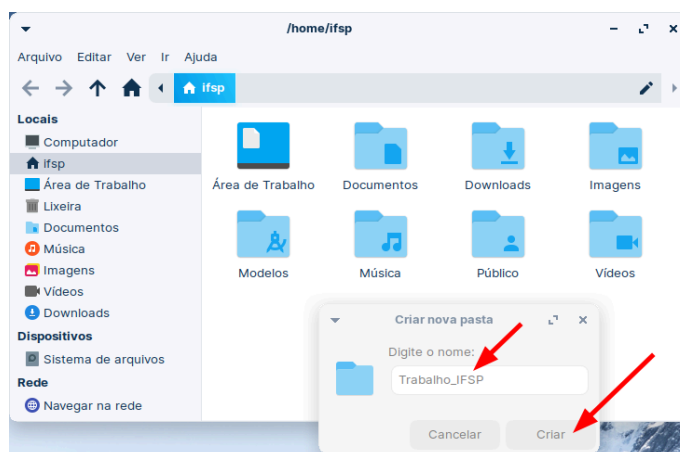 /home/ifsp
Arquivo Editar Ver Ir Ajuda
ifsp
Locais
Computador
ifsp
Área de Trabalho
Lixeira
Documentos
Música
Imagens
Vídeos
Downloads
Dispositivos
Sistema de arquivos
Rede
Navegar na rede
Área de Trabalho Documentos Downloads Imagens
Modelos Música Público Vídeos
Criar nova pasta
Digite o nome:
Trabalho_IFSP
Cancelar Criar